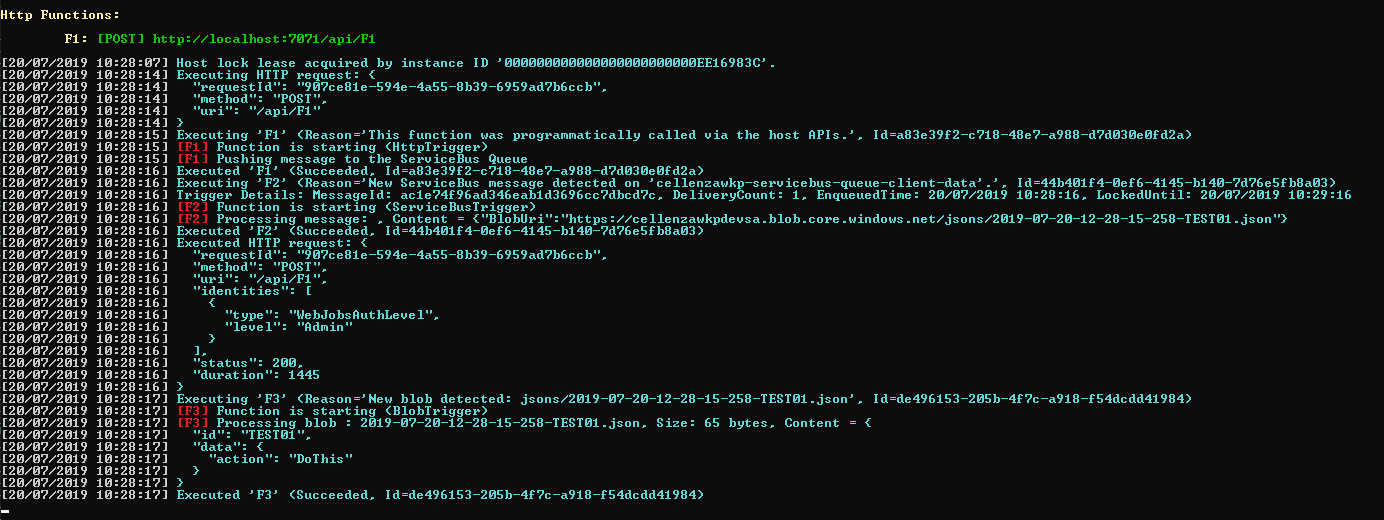 Http Functions:
F1: [POST] http://localhost:7071/api/F1
[20/07/2019 10:28:07] Host lock lease acquired by instance ID '000000000000000000000000EE16983C'.
[20/07/2019 10:28:14] Executing HTTP request: {
[20/07/2019 10:28:14]   "requestId": "907ce81e-594e-4a55-8b39-6959ad7b6ccb",
[20/07/2019 10:28:14]   "method": "POST",
[20/07/2019 10:28:14]   "uri": "/api/F1"
[20/07/2019 10:28:14] }
[20/07/2019 10:28:15] Executing 'F1' (Reason='This function was programmatically called via the host APIs.', Id=a83e39f2-c718-48e7-a988-d7d030e0fd2a)
[20/07/2019 10:28:15] [F1] Function is starting (HttpTrigger)
[20/07/2019 10:28:15] [F1] Pushing message to the ServiceBus Queue
[20/07/2019 10:28:16] Executed 'F1' (Succeeded, Id=a83e39f2-c718-48e7-a988-d7d030e0fd2a)
[20/07/2019 10:28:16] Executing 'F2' (Reason='New ServiceBus message detected on 'cellenzawkp-servicebus-queue-client-data'.', Id=44b401f4-0ef6-4145-b140-7d76e5fb8a03)
[20/07/2019 10:28:16] Trigger Details: MessageId: ac1e74f96ad346eab1d3696cc7dbcd7c, DeliveryCount: 1, EnqueuedTime: 20/07/2019 10:28:16, LockedUntil: 20/07/2019 10:29:16
[20/07/2019 10:28:16] [F2] Function is starting (ServiceBusTrigger)
[20/07/2019 10:28:16] [F2] Processing message: , Content = {"BlobUri":"https://cellenzawkpdevsa.blob.core.windows.net/jsons/2019-07-20-12-28-15-258-TEST01.json"}
[20/07/2019 10:28:16] Executed 'F2' (Succeeded, Id=44b401f4-0ef6-4145-b140-7d76e5fb8a03)
[20/07/2019 10:28:16] Executed HTTP request: {
[20/07/2019 10:28:16]   "requestId": "907ce81e-594e-4a55-8b39-6959ad7b6ccb",
[20/07/2019 10:28:16]   "method": "POST",
[20/07/2019 10:28:16]   "uri": "/api/F1",
[20/07/2019 10:28:16]   "identities": [
[20/07/2019 10:28:16]     {
[20/07/2019 10:28:16]       "type": "WebJobsAuthLevel",
[20/07/2019 10:28:16]       "level": "Admin"
[20/07/2019 10:28:16]     }
[20/07/2019 10:28:16]   ],
[20/07/2019 10:28:16]   "status": 200,
[20/07/2019 10:28:16]   "duration": 1445
[20/07/2019 10:28:16] }
[20/07/2019 10:28:17] Executing 'F3' (Reason='New blob detected: jsons/2019-07-20-12-28-15-258-TEST01.json', Id=de496153-205b-4f7c-a918-f54dcdd41984)
[20/07/2019 10:28:17] [F3] Function is starting (BlobTrigger)
[20/07/2019 10:28:17] [F3] Processing blob : 2019-07-20-12-28-15-258-TEST01.json, Size: 65 bytes, Content = {
[20/07/2019 10:28:17]   "id": "TEST01",
[20/07/2019 10:28:17]   "data": {
[20/07/2019 10:28:17]     "action": "DoThis"
[20/07/2019 10:28:17]   }
[20/07/2019 10:28:17] }
[20/07/2019 10:28:17] Executed 'F3' (Succeeded, Id=de496153-205b-4f7c-a918-f54dcdd41984)